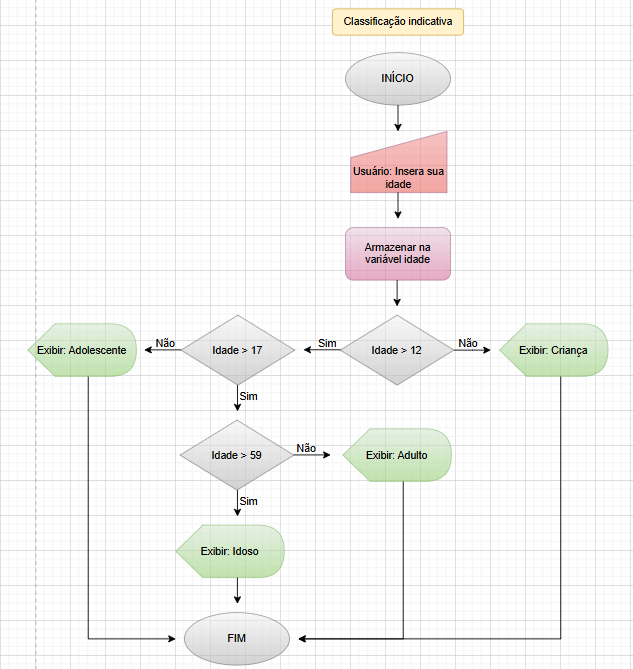 Classificação indicativa
INÍCIO
Usuário: Insera sua
idade
Armazenar na
variável idade
Exibir: Adolescente
Não
Idade > 17
Sim
Idade > 12
Não
Exibir: Criança
Sim
Idade > 59
Não
Exibir: Adulto
Sim
Exibir: Idoso
FIM